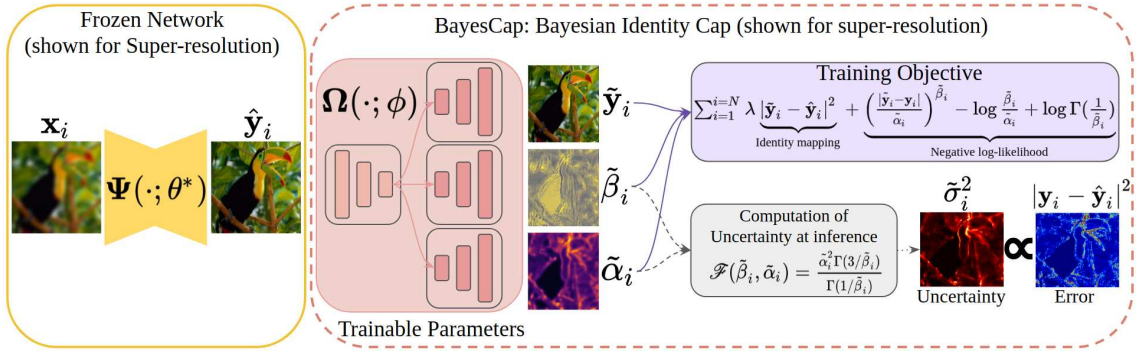 Frozen Network
(shown for Super-resolution)
x_i
ŷ_i
Ψ(·; θ*)
BayesCap: Bayesian Identity Cap (shown for super-resolution)
Ω(·; ϕ)
Trainable Parameters
ỹ_i
β̃_i
α̃_i
Training Objective
∑_{i=1}^{i=N} λ |ỹ_i − ŷ_i|² + (|ỹ_i − y_i| / α̃_i)^{β̃_i} − log β̃_i/α̃_i + log Γ(1/β̃_i)
Identity mapping
Negative log-likelihood
Computation of
Uncertainty at inference
ℱ(β̃_i, α̃_i) = α̃_i² Γ(3/β̃_i) / Γ(1/β̃_i)
σ̃_i²
∝
|y_i − ŷ_i|²
Uncertainty
Error